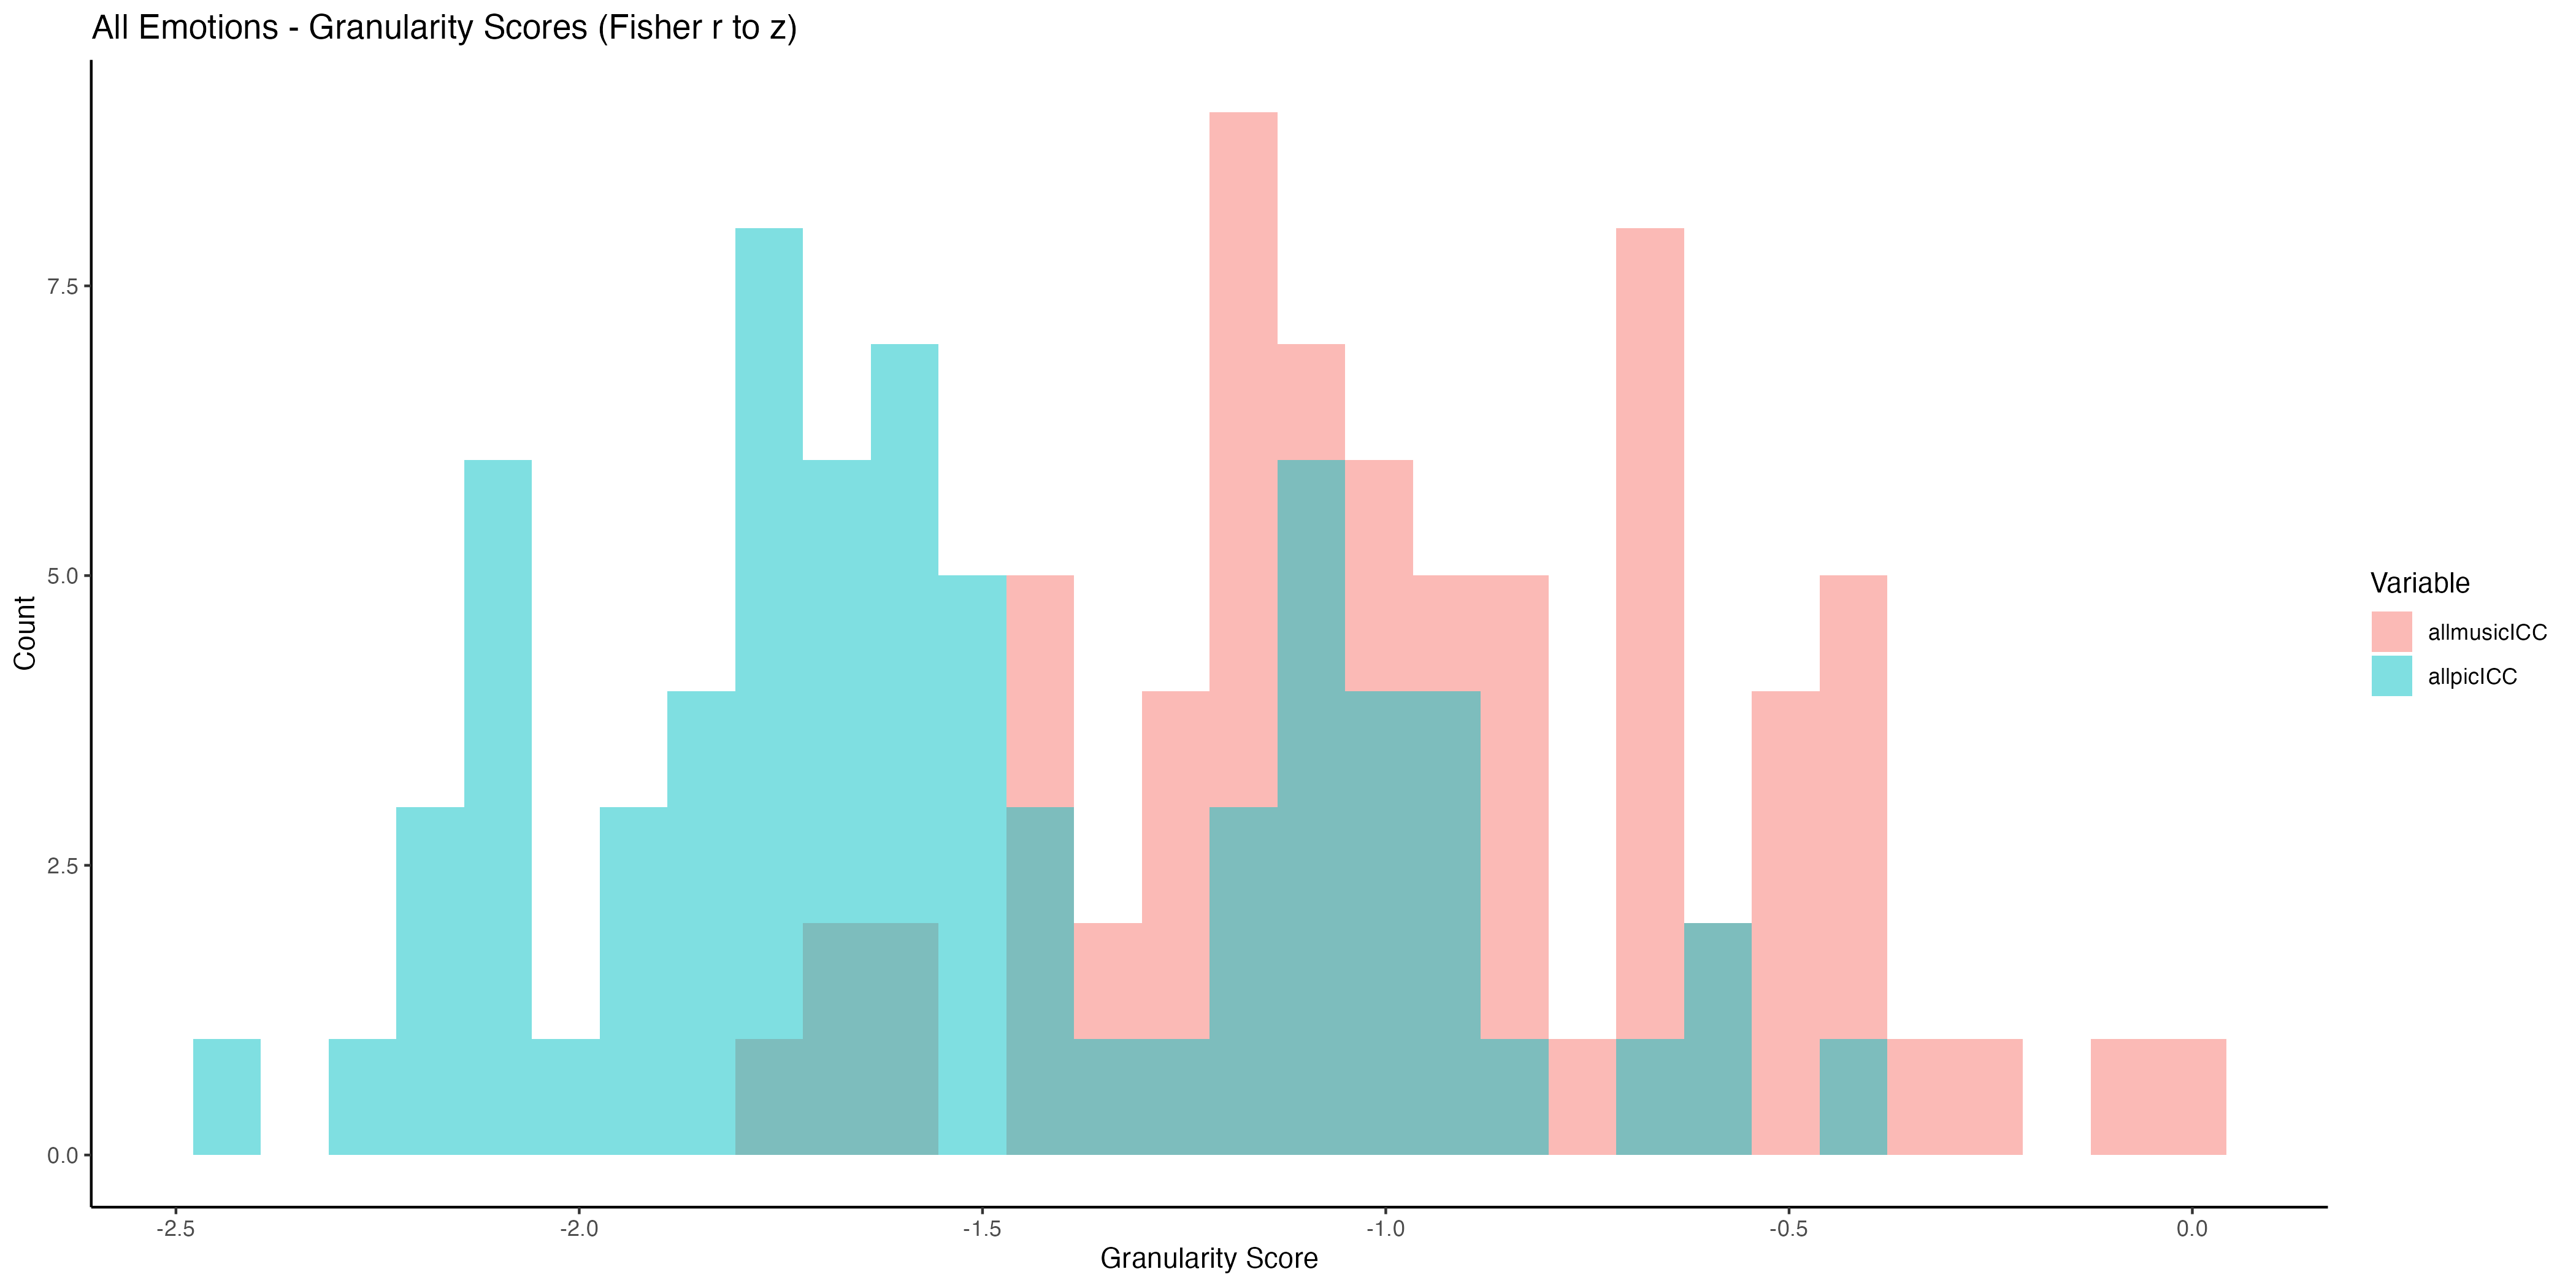 All Emotions - Granularity Scores (Fisher r to z)
7.5
5.0
2.5
0.0
Count
-2.5
-2.0
-1.5
-1.0
-0.5
0.0
Granularity Score
Variable
allmusicICC
allpicICC